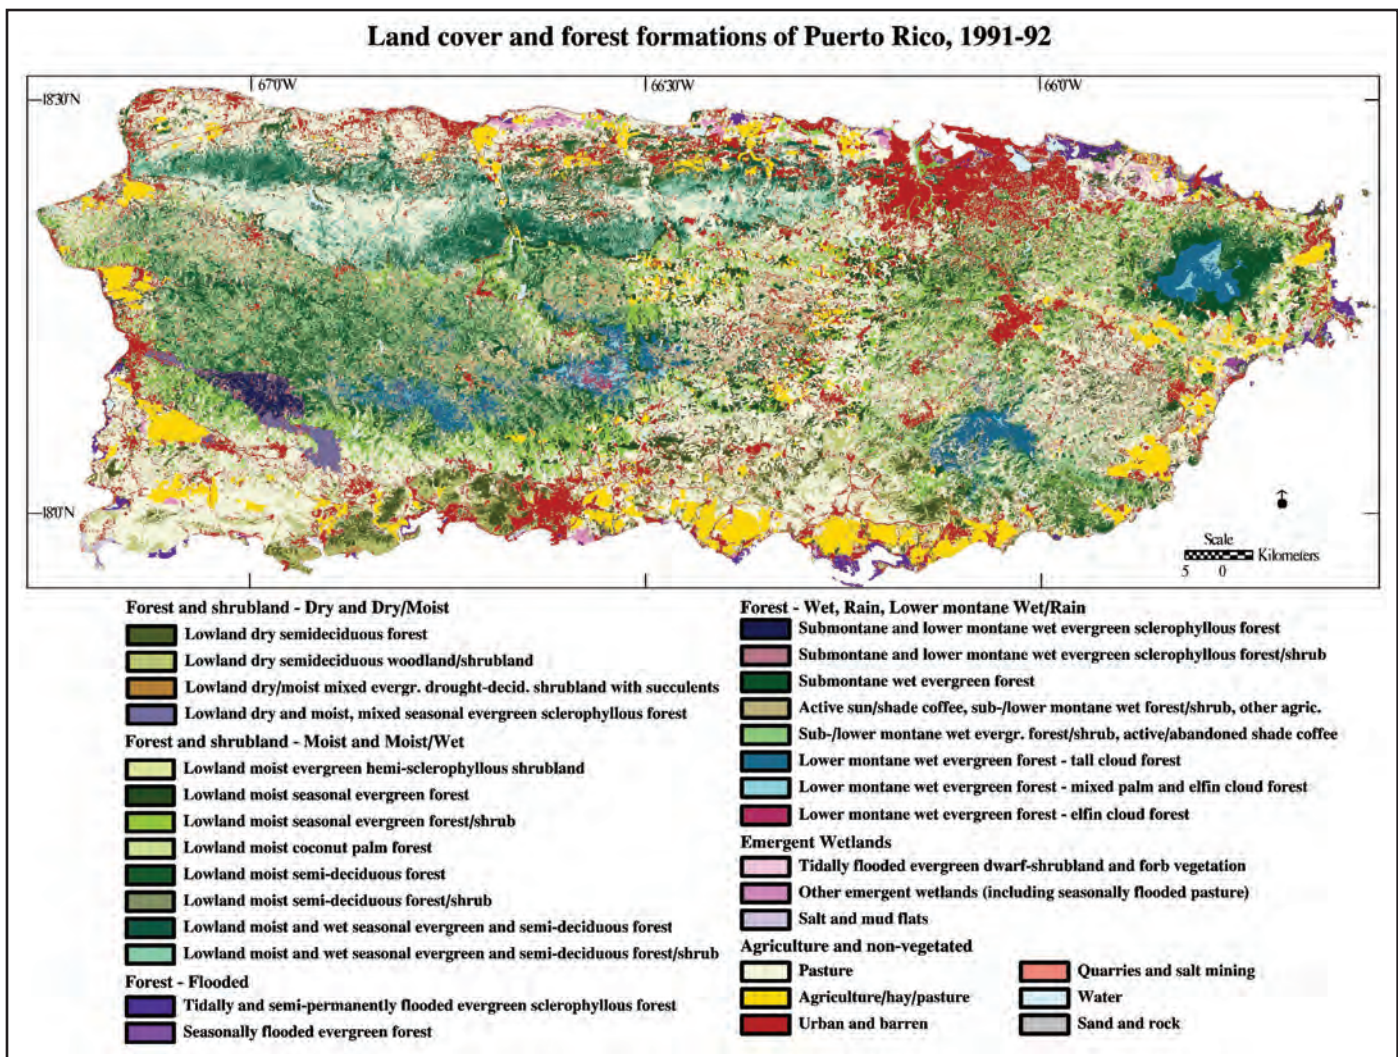 Land cover and forest formations of Puerto Rico, 1991-92
67°0'W
66°30'W
66°0'W
18°30'N
18°0'N
Scale
Kilometers
5 0
Forest and shrubland - Dry and Dry/Moist
Lowland dry semideciduous forest
Lowland dry semideciduous woodland/shrubland
Lowland dry/moist mixed evergr. drought-decid. shrubland with succulents
Lowland dry and moist, mixed seasonal evergreen sclerophyllous forest
Forest and shrubland - Moist and Moist/Wet
Lowland moist evergreen hemi-sclerophyllous shrubland
Lowland moist seasonal evergreen forest
Lowland moist seasonal evergreen forest/shrub
Lowland moist coconut palm forest
Lowland moist semi-deciduous forest
Lowland moist semi-deciduous forest/shrub
Lowland moist and wet seasonal evergreen and semi-deciduous forest
Lowland moist and wet seasonal evergreen and semi-deciduous forest/shrub
Forest - Flooded
Tidally and semi-permanently flooded evergreen sclerophyllous forest
Seasonally flooded evergreen forest
Forest - Wet, Rain, Lower montane Wet/Rain
Submontane and lower montane wet evergreen sclerophyllous forest
Submontane and lower montane wet evergreen sclerophyllous forest/shrub
Submontane wet evergreen forest
Active sun/shade coffee, sub-/lower montane wet forest/shrub, other agric.
Sub-/lower montane wet evergr. forest/shrub, active/abandoned shade coffee
Lower montane wet evergreen forest - tall cloud forest
Lower montane wet evergreen forest - mixed palm and elfin cloud forest
Lower montane wet evergreen forest - elfin cloud forest
Emergent Wetlands
Tidally flooded evergreen dwarf-shrubland and forb vegetation
Other emergent wetlands (including seasonally flooded pasture)
Salt and mud flats
Agriculture and non-vegetated
Pasture
Agriculture/hay/pasture
Urban and barren
Quarries and salt mining
Water
Sand and rock